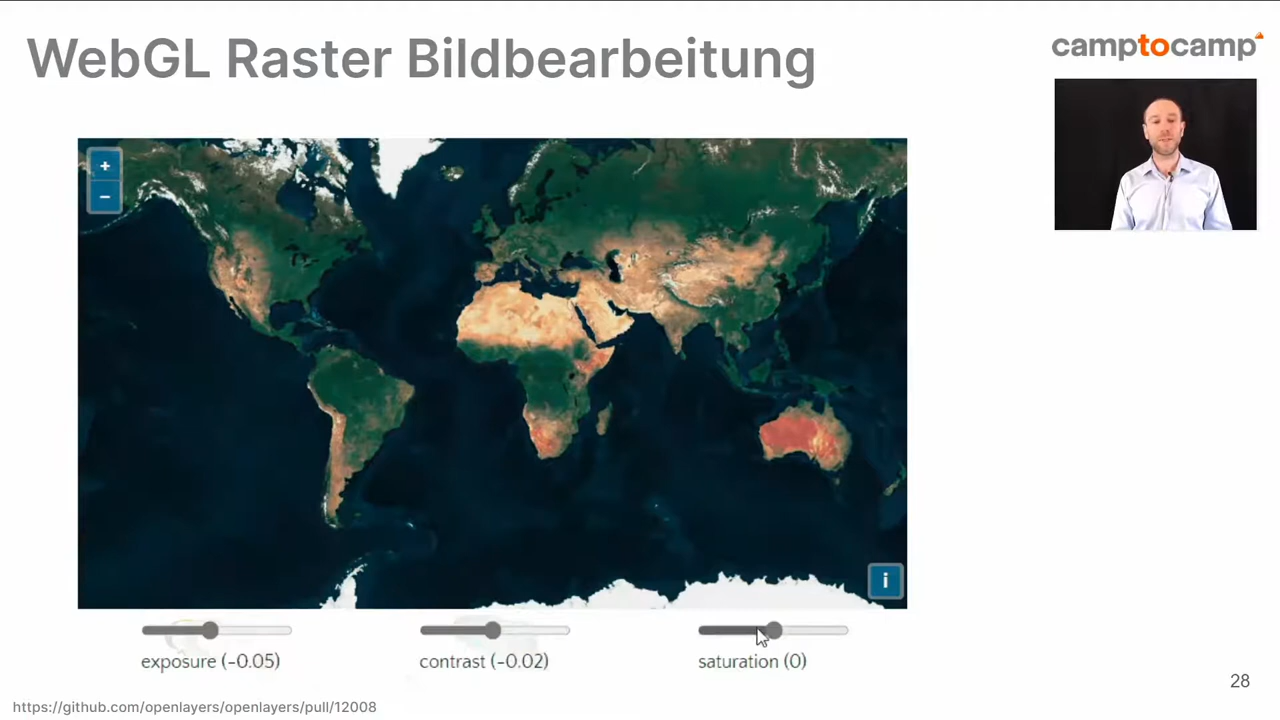 WebGL Raster Bildbearbeitung
camptocamp
+
–
i
exposure (-0.05)
contrast (-0.02)
saturation (0)
28
https://github.com/openlayers/openlayers/pull/12008